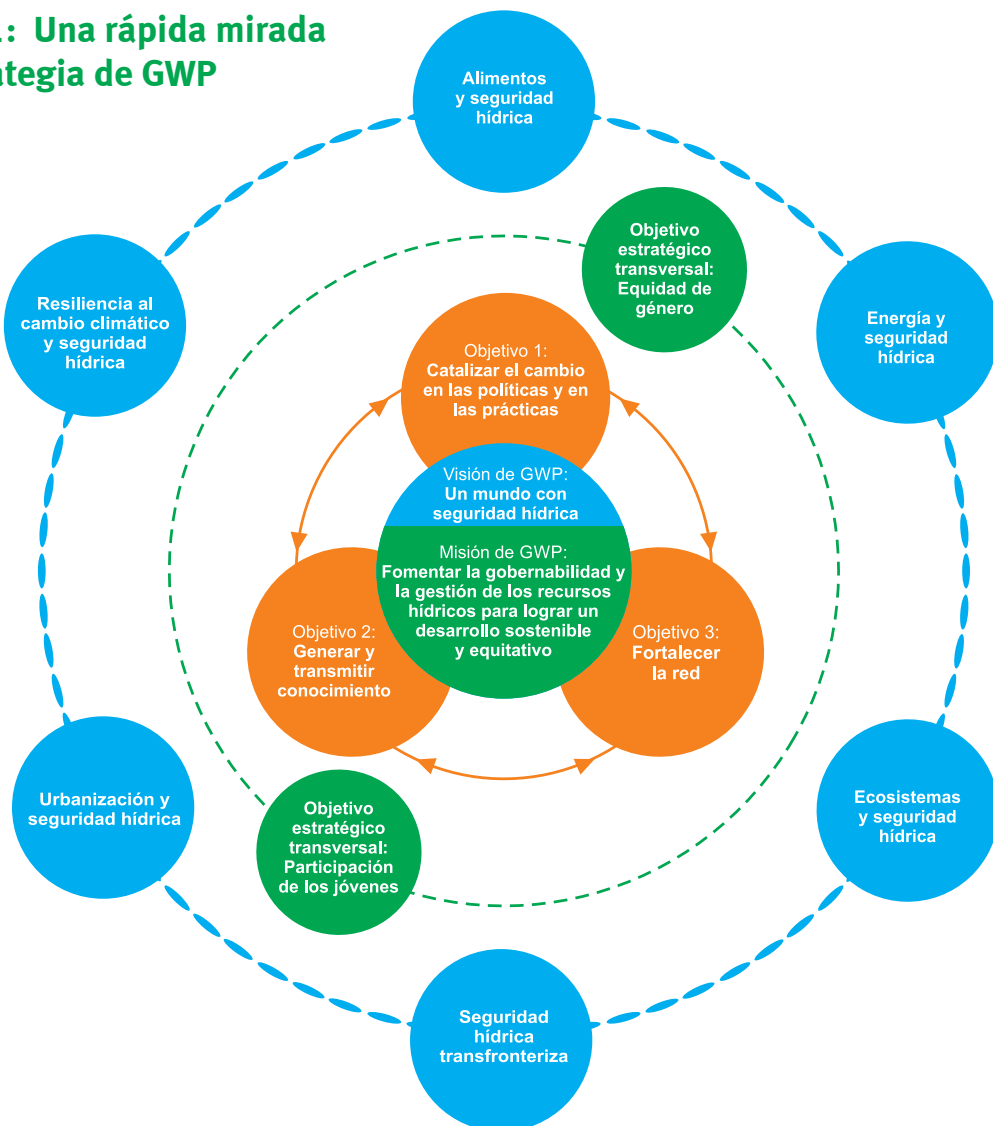 1: Una rápida mirada
ategia de GWP
Alimentos
y seguridad
hídrica
Objetivo
estratégico
transversal:
Equidad de
género
Resiliencia al
cambio climático
y seguridad
hídrica
Energía y
seguridad
hídrica
Objetivo 1:
Catalizar el cambio
en las políticas y en
las prácticas
Visión de GWP:
Un mundo con
seguridad hídrica
Misión de GWP:
Fomentar la gobernabilidad y
la gestión de los recursos
hídricos para lograr un
desarrollo sostenible
y equitativo
Objetivo 2:
Generar y
transmitir
conocimiento
Objetivo 3:
Fortalecer
la red
Urbanización y
seguridad hídrica
Objetivo
estratégico
transversal:
Participación
de los jóvenes
Ecosistemas
y seguridad
hídrica
Seguridad
hídrica
transfronteriza